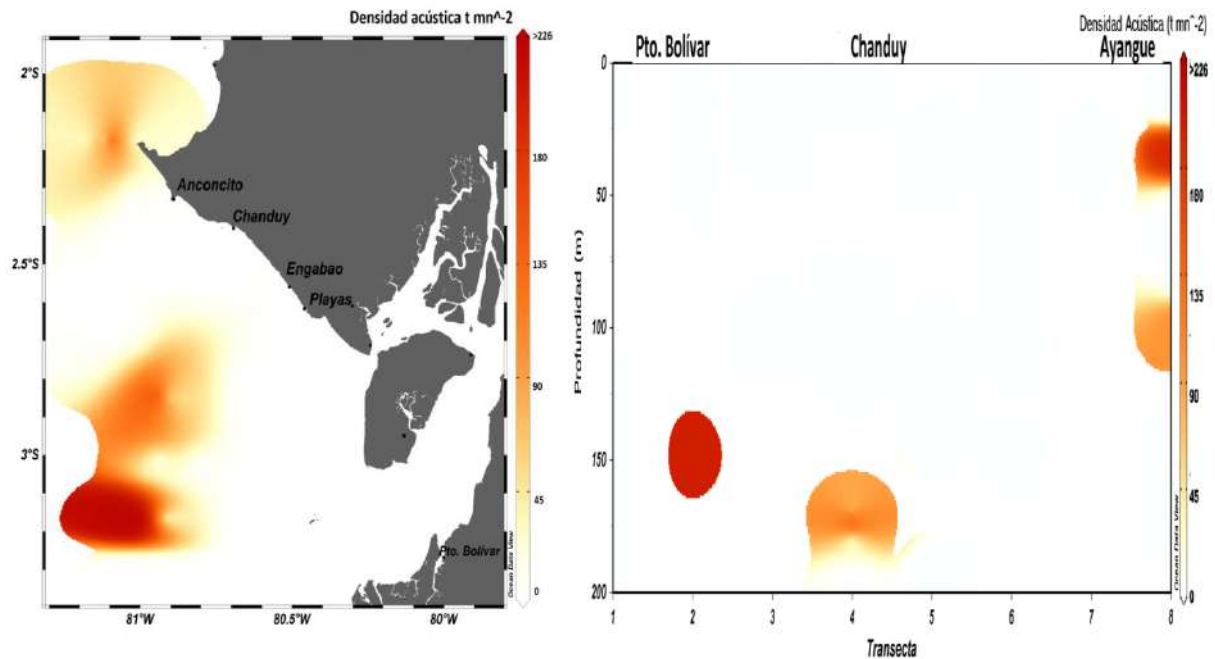 Densidad acústica t mn^-2
>226
180
135
90
45
0
Ocean Data View
2°S
2.5°S
3°S
81°W
80.5°W
80°W
Anconcito
Chanduy
Engabao
Playas
Pto. Bolívar
Densidad Acústica (t mn^-2)
Pto. Bolívar
Chanduy
Ayangue
>226
180
135
90
45
0
Ocean Data View
Profundidad (m)
0
50
100
150
200
1
2
3
4
5
6
7
8
Transecta